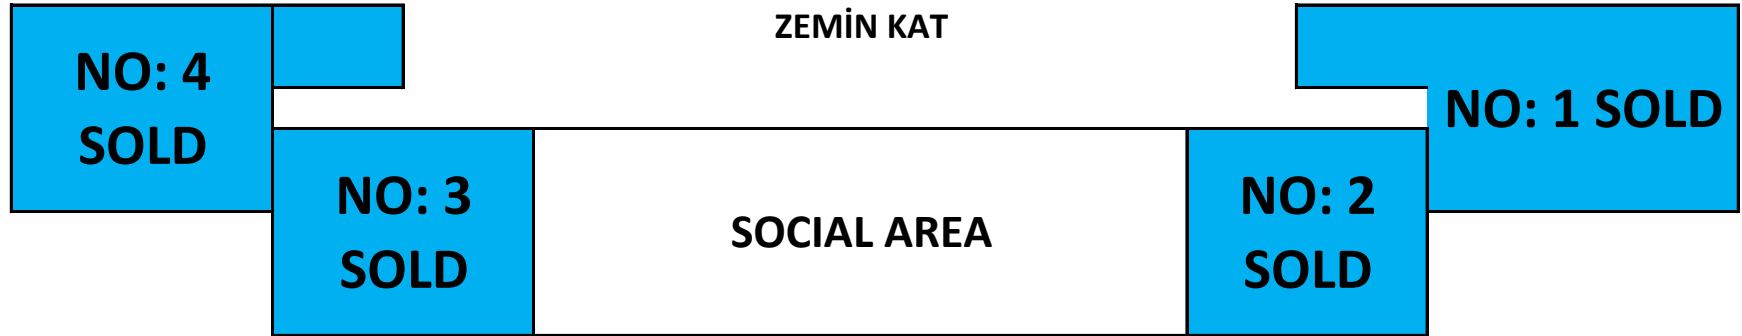 ZEMİN KAT
NO: 4
SOLD
NO: 1 SOLD
NO: 3
SOLD
SOCIAL AREA
NO: 2
SOLD